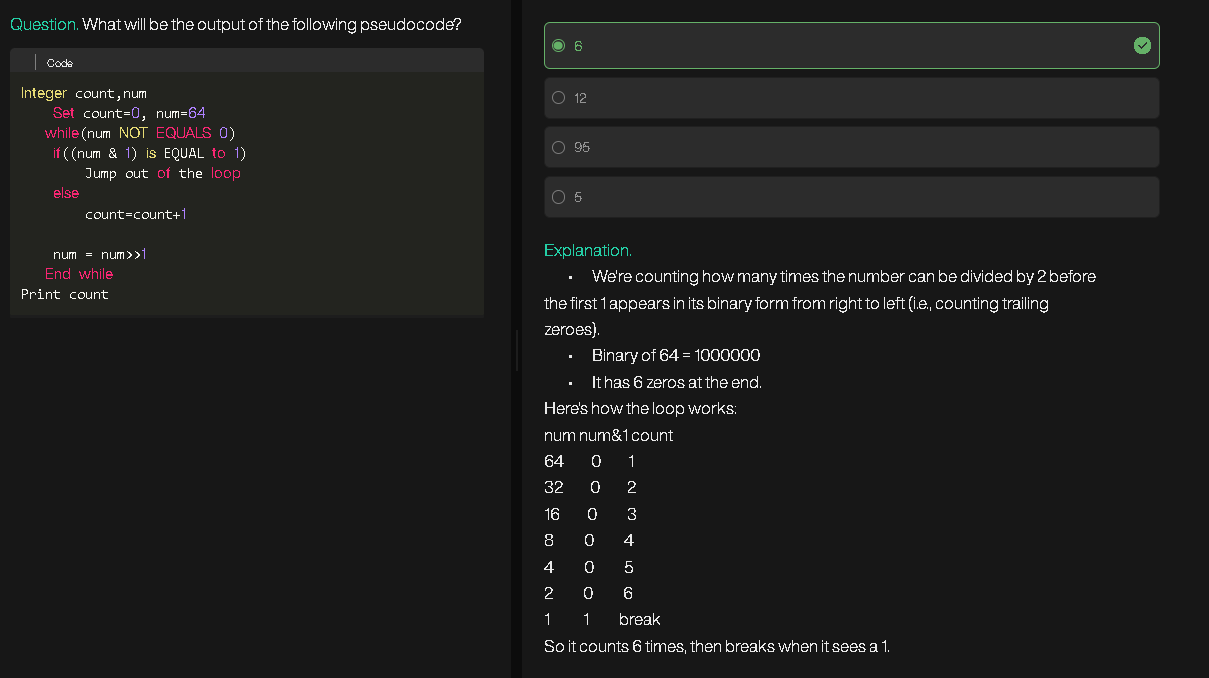 Question. What will be the output of the following pseudocode?
Code
Integer count,num
Set count=0, num=64
while(num NOT EQUALS 0)
if((num & 1) is EQUAL to 1)
Jump out of the loop
else
count=count+1
num = num>>1
End while
Print count
6
12
95
5
Explanation.
• We're counting how many times the number can be divided by 2 before
the first 1 appears in its binary form from right to left (i.e., counting trailing
zeroes).
• Binary of 64 = 1000000
• It has 6 zeros at the end.
Here's how the loop works:
num num&1 count
64 0 1
32 0 2
16 0 3
8 0 4
4 0 5
2 0 6
1 1 break
So it counts 6 times, then breaks when it sees a 1.